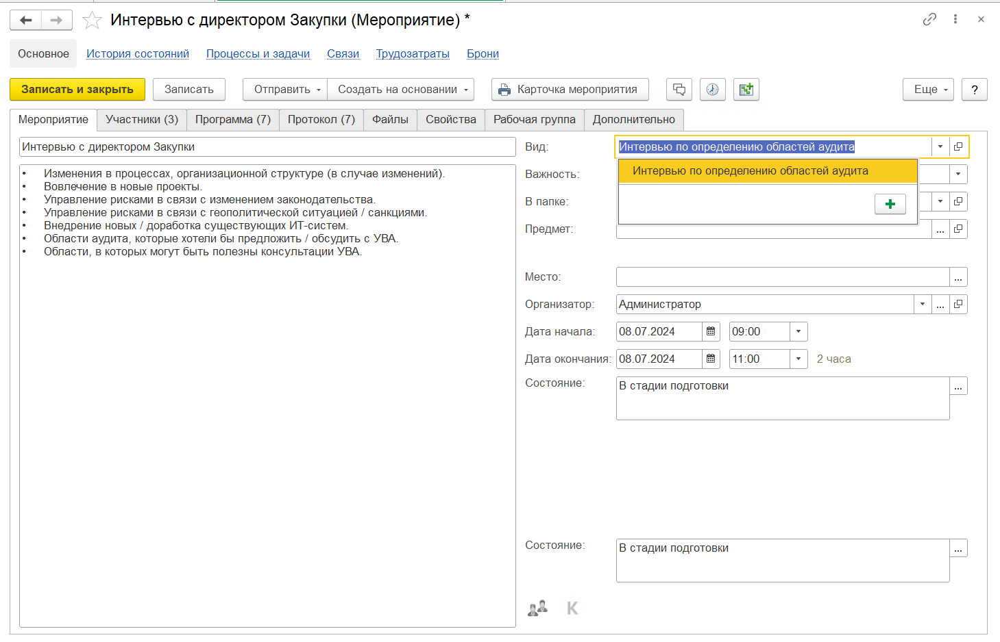 Интервью с директором Закупки (Мероприятие) *
Основное История состояний Процессы и задачи Связи Трудозатраты Брони
Записать и закрыть Записать Отправить Создать на основании Карточка мероприятия Еще ?
Мероприятие Участники (3) Программа (7) Протокол (7) Файлы Свойства Рабочая группа Дополнительно
Интервью с директором Закупки
• Изменения в процессах, организационной структуре (в случае изменений).
• Вовлечение в новые проекты.
• Управление рисками в связи с изменением законодательства.
• Управление рисками в связи с геополитической ситуацией / санкциями.
• Внедрение новых / доработка существующих ИТ-систем.
• Области аудита, которые хотели бы предложить / обсудить с УВА.
• Области, в которых могут быть полезны консультации УВА.
Вид: Интервью по определению областей аудита
Интервью по определению областей аудита
Важность:
В папке:
Предмет: ...
Место: ...
Организатор: Администратор ...
Дата начала: 08.07.2024 09:00
Дата окончания: 08.07.2024 11:00 2 часа
Состояние: В стадии подготовки ...
Состояние: В стадии подготовки ...
К